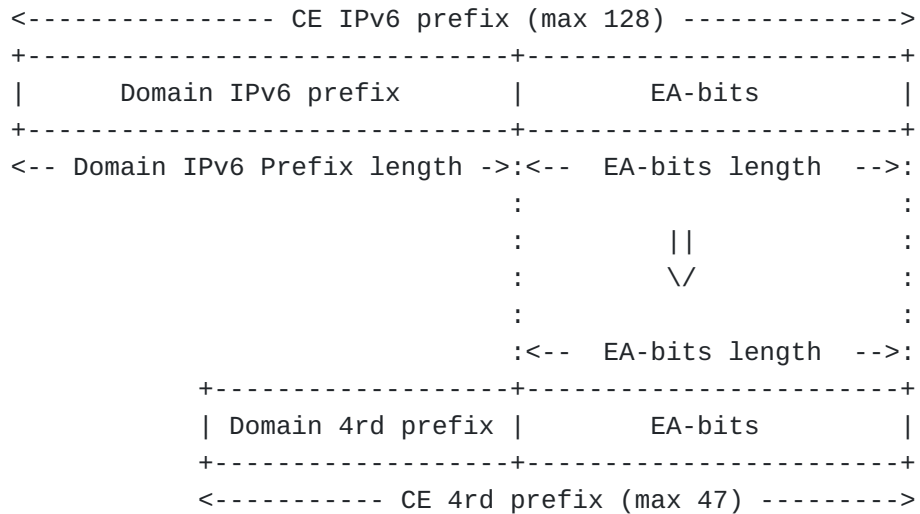 <---------------- CE IPv6 prefix (max 128) -------------->
+-------------------------------+------------------------+
|      Domain IPv6 prefix       |        EA-bits         |
+-------------------------------+------------------------+
<-- Domain IPv6 Prefix length ->:<--  EA-bits length  -->:
                                :                        :
                                :         ||             :
                                :         \/             :
                                :                        :
                                :<--  EA-bits length  -->:
            +-------------------+------------------------+
            | Domain 4rd prefix |        EA-bits         |
            +-------------------+------------------------+
            <----------- CE 4rd prefix (max 47) --------->